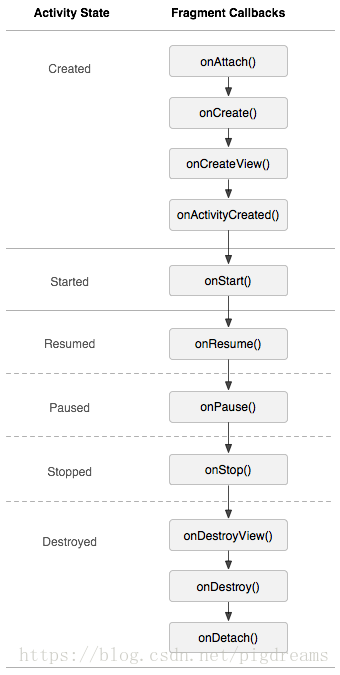 Activity State Fragment Callbacks
Created
onAttach()
onCreate()
onCreateView()
onActivityCreated()
Started
onStart()
Resumed
onResume()
Paused
onPause()
Stopped
onStop()
Destroyed
onDestroyView()
onDestroy()
onDetach()
https://blog.csdn.net/pigdreams